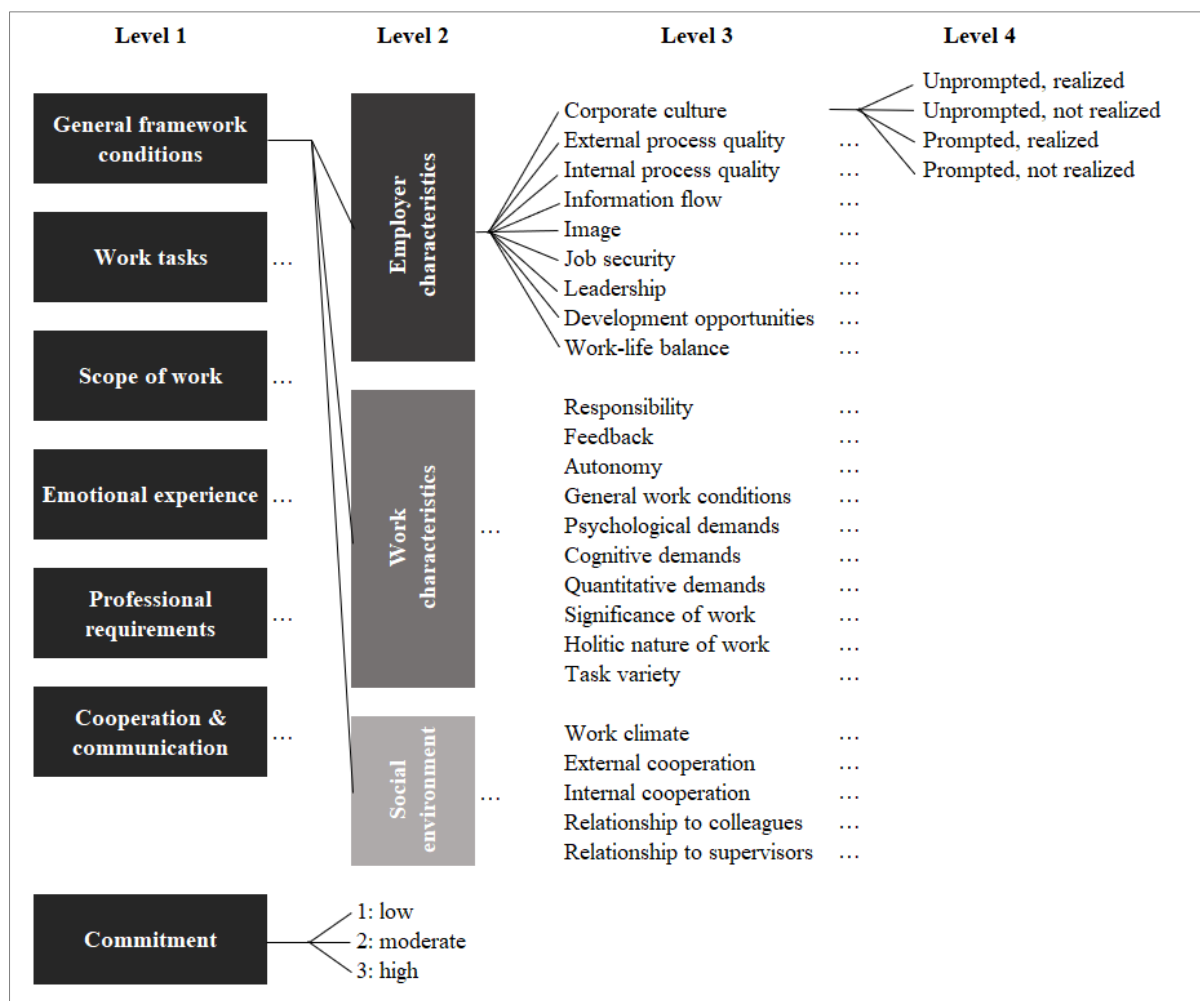 Level 1
Level 2
Level 3
Level 4
General framework
conditions
Work tasks
…
Scope of work
…
Emotional experience
…
Professional
requirements
…
Cooperation &
communication
…
Commitment
1: low
2: moderate
3: high
Employer
characteristics
Work
characteristics
…
Social
environment
…
Corporate culture
External process quality
…
Internal process quality
…
Information flow
…
Image
…
Job security
…
Leadership
…
Development opportunities
…
Work-life balance
…
Responsibility
…
Feedback
…
Autonomy
…
General work conditions
…
Psychological demands
…
Cognitive demands
…
Quantitative demands
…
Significance of work
…
Holitic nature of work
…
Task variety
…
Work climate
…
External cooperation
…
Internal cooperation
…
Relationship to colleagues
…
Relationship to supervisors
…
Unprompted, realized
Unprompted, not realized
Prompted, realized
Prompted, not realized